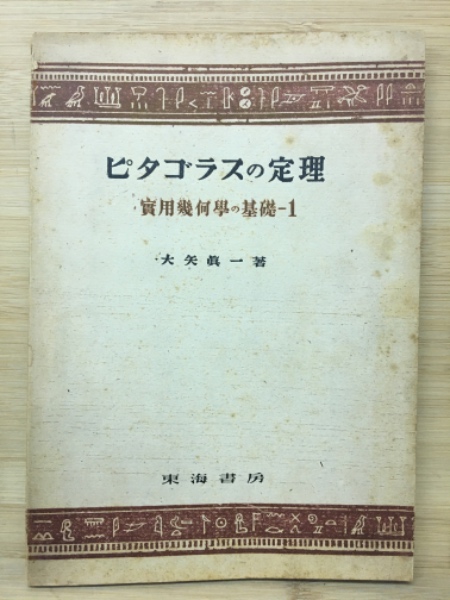 ピタゴラスの定理
實用幾何學の基礎-1
大矢眞一著
東海書房